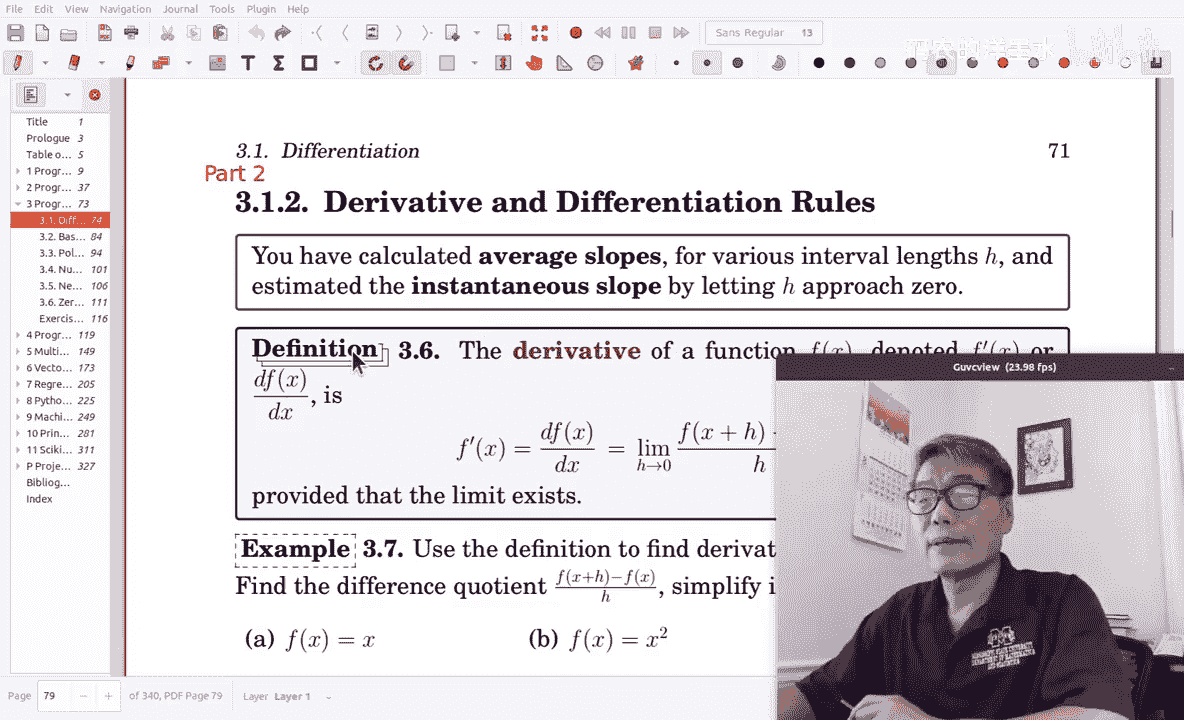 File Edit View Navigation Journal Tools Plugin Help
Sans Regular 13
Title 1
Prologue 3
Table o... 5
1 Progr... 9
2 Progr... 37
3 Progr... 73
3.1. Diff... 74
3.2. Bas... 84
3.3. Pol... 94
3.4. Nu... 101
3.5. Ne... 106
3.6. Zer... 111
Exercis... 116
4 Progr... 119
5 Multi... 149
6 Vecto... 173
7 Regre... 205
8 Pytho... 225
9 Machi... 249
10 Prin... 281
11 Sciki... 311
P Proje... 327
Bibliog...
Index
3.1. Differentiation 71
Part 2
3.1.2. Derivative and Differentiation Rules
You have calculated average slopes, for various interval lengths h, and
estimated the instantaneous slope by letting h approach zero.
Definition 3.6. The derivative of a function f(x), denoted f′(x) or
df(x)/dx, is
f′(x) = df(x)/dx = lim h→0 f(x + h) h
provided that the limit exists.
Example 3.7. Use the definition to find
Find the difference quotient f(x+h)−f(x)/h, simplify
(a) f(x) = x (b) f(x) = x²
Guvcview (23.98 fps)
Page 79 of 340, PDF Page 79 Layer Layer 1